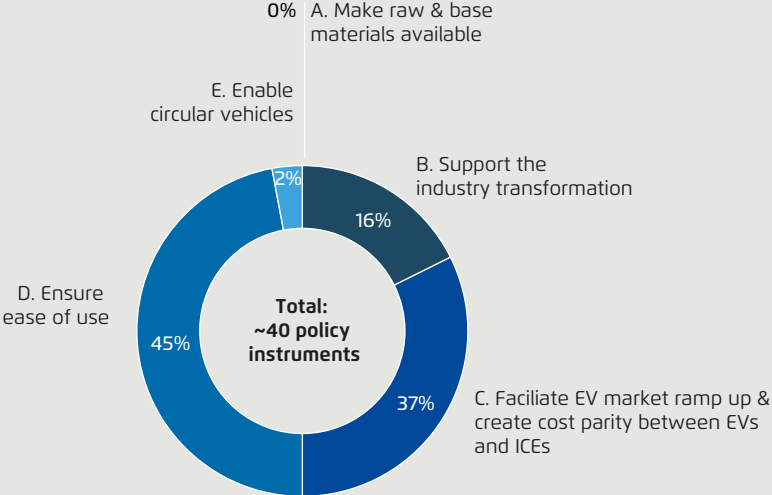 0% A. Make raw & base
materials available
E. Enable
circular vehicles
2%
B. Support the
industry transformation
16%
D. Ensure
ease of use
45%
Total:
~40 policy
instruments
37%
C. Faciliate EV market ramp up &
create cost parity between EVs
and ICEs